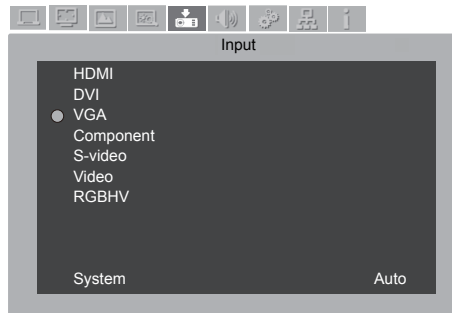 Input
HDMI
DVI
VGA
Component
S-video
Video
RGBHV
System Auto